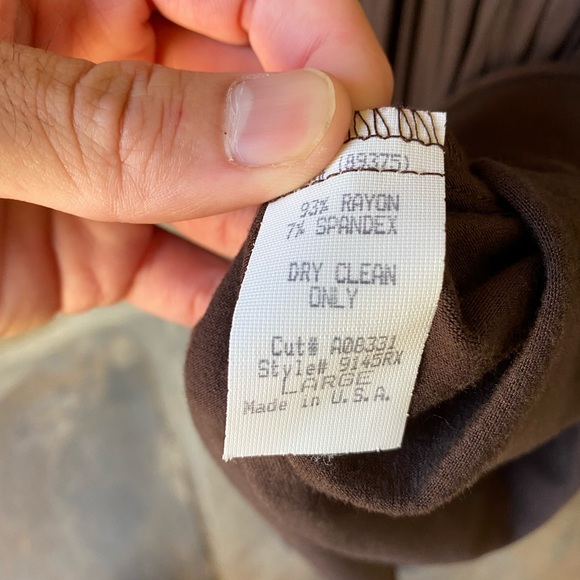 (89375)
93% RAYON
7% SPANDEX
DRY CLEAN
ONLY
Cut# A08331
Style# 9145RX
LARGE
Made in U.S.A.